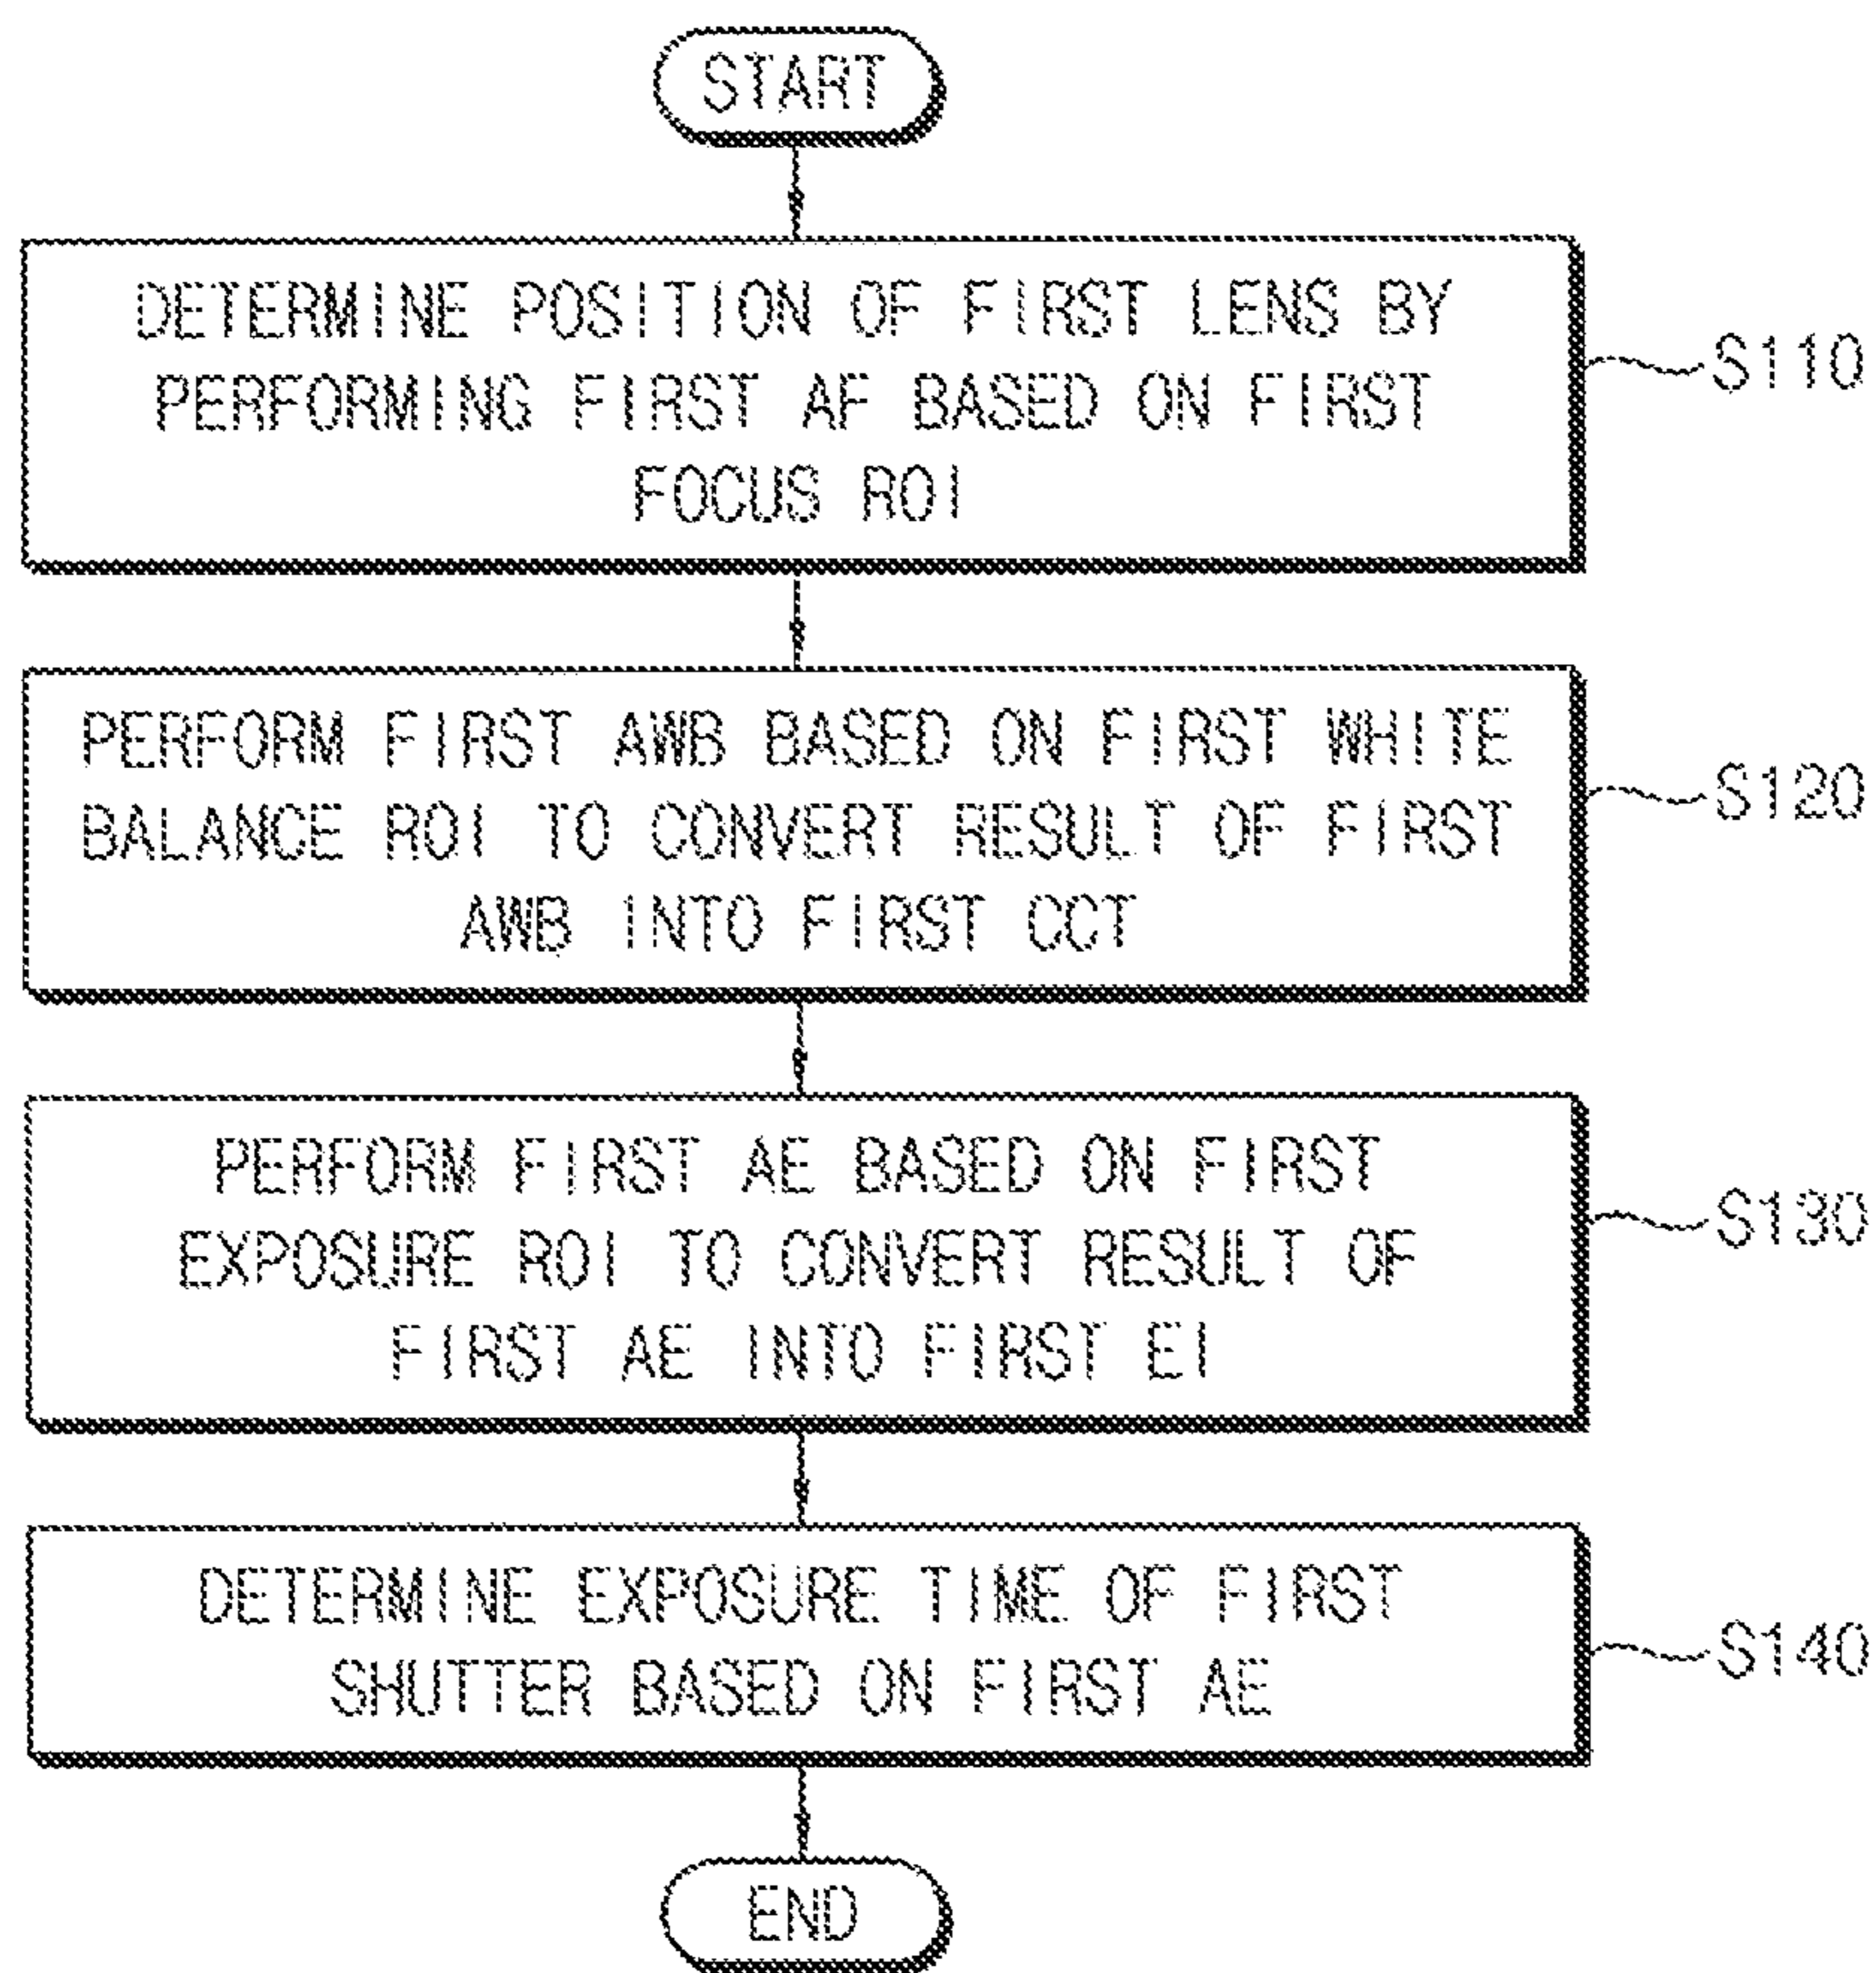 START
DETERMINE POSITION OF FIRST LENS BY
PERFORMING FIRST AF BASED ON FIRST
FOCUS ROI
S110
PERFORM FIRST AWB BASED ON FIRST WHITE
BALANCE ROI TO CONVERT RESULT OF FIRST
AWB INTO FIRST CCT
S120
PERFORM FIRST AE BASED ON FIRST
EXPOSURE ROI TO CONVERT RESULT OF
FIRST AE INTO FIRST EI
S130
DETERMINE EXPOSURE TIME OF FIRST
SHUTTER BASED ON FIRST AE
S140
END